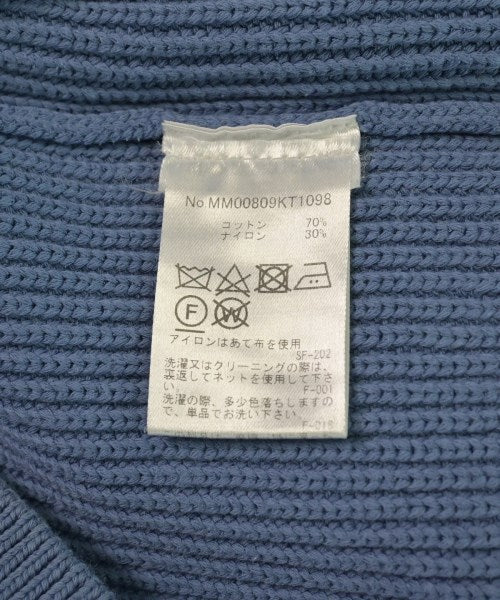 No MM00809KT1098
コットン 70%
ナイロン 30%
F W
アイロンはあて布を使用
SF-202
洗濯又はクリーニングの際は、
裏返してネットを使用して下さ
い。 F-001
洗濯の際、多少色落ちしますので
、単品でお洗い下さい。
F-018